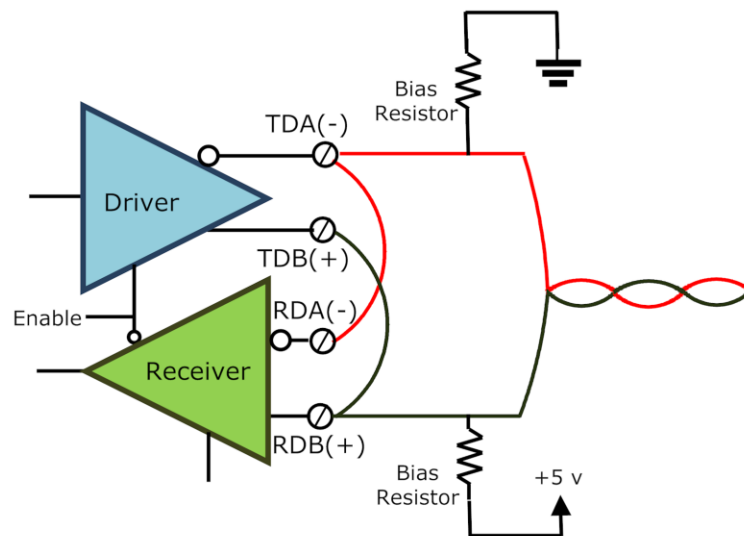 Bias
Resistor
TDA(-)
Driver
TDB(+)
Enable
RDA(-)
Receiver
RDB(+)
Bias
Resistor
+5 v